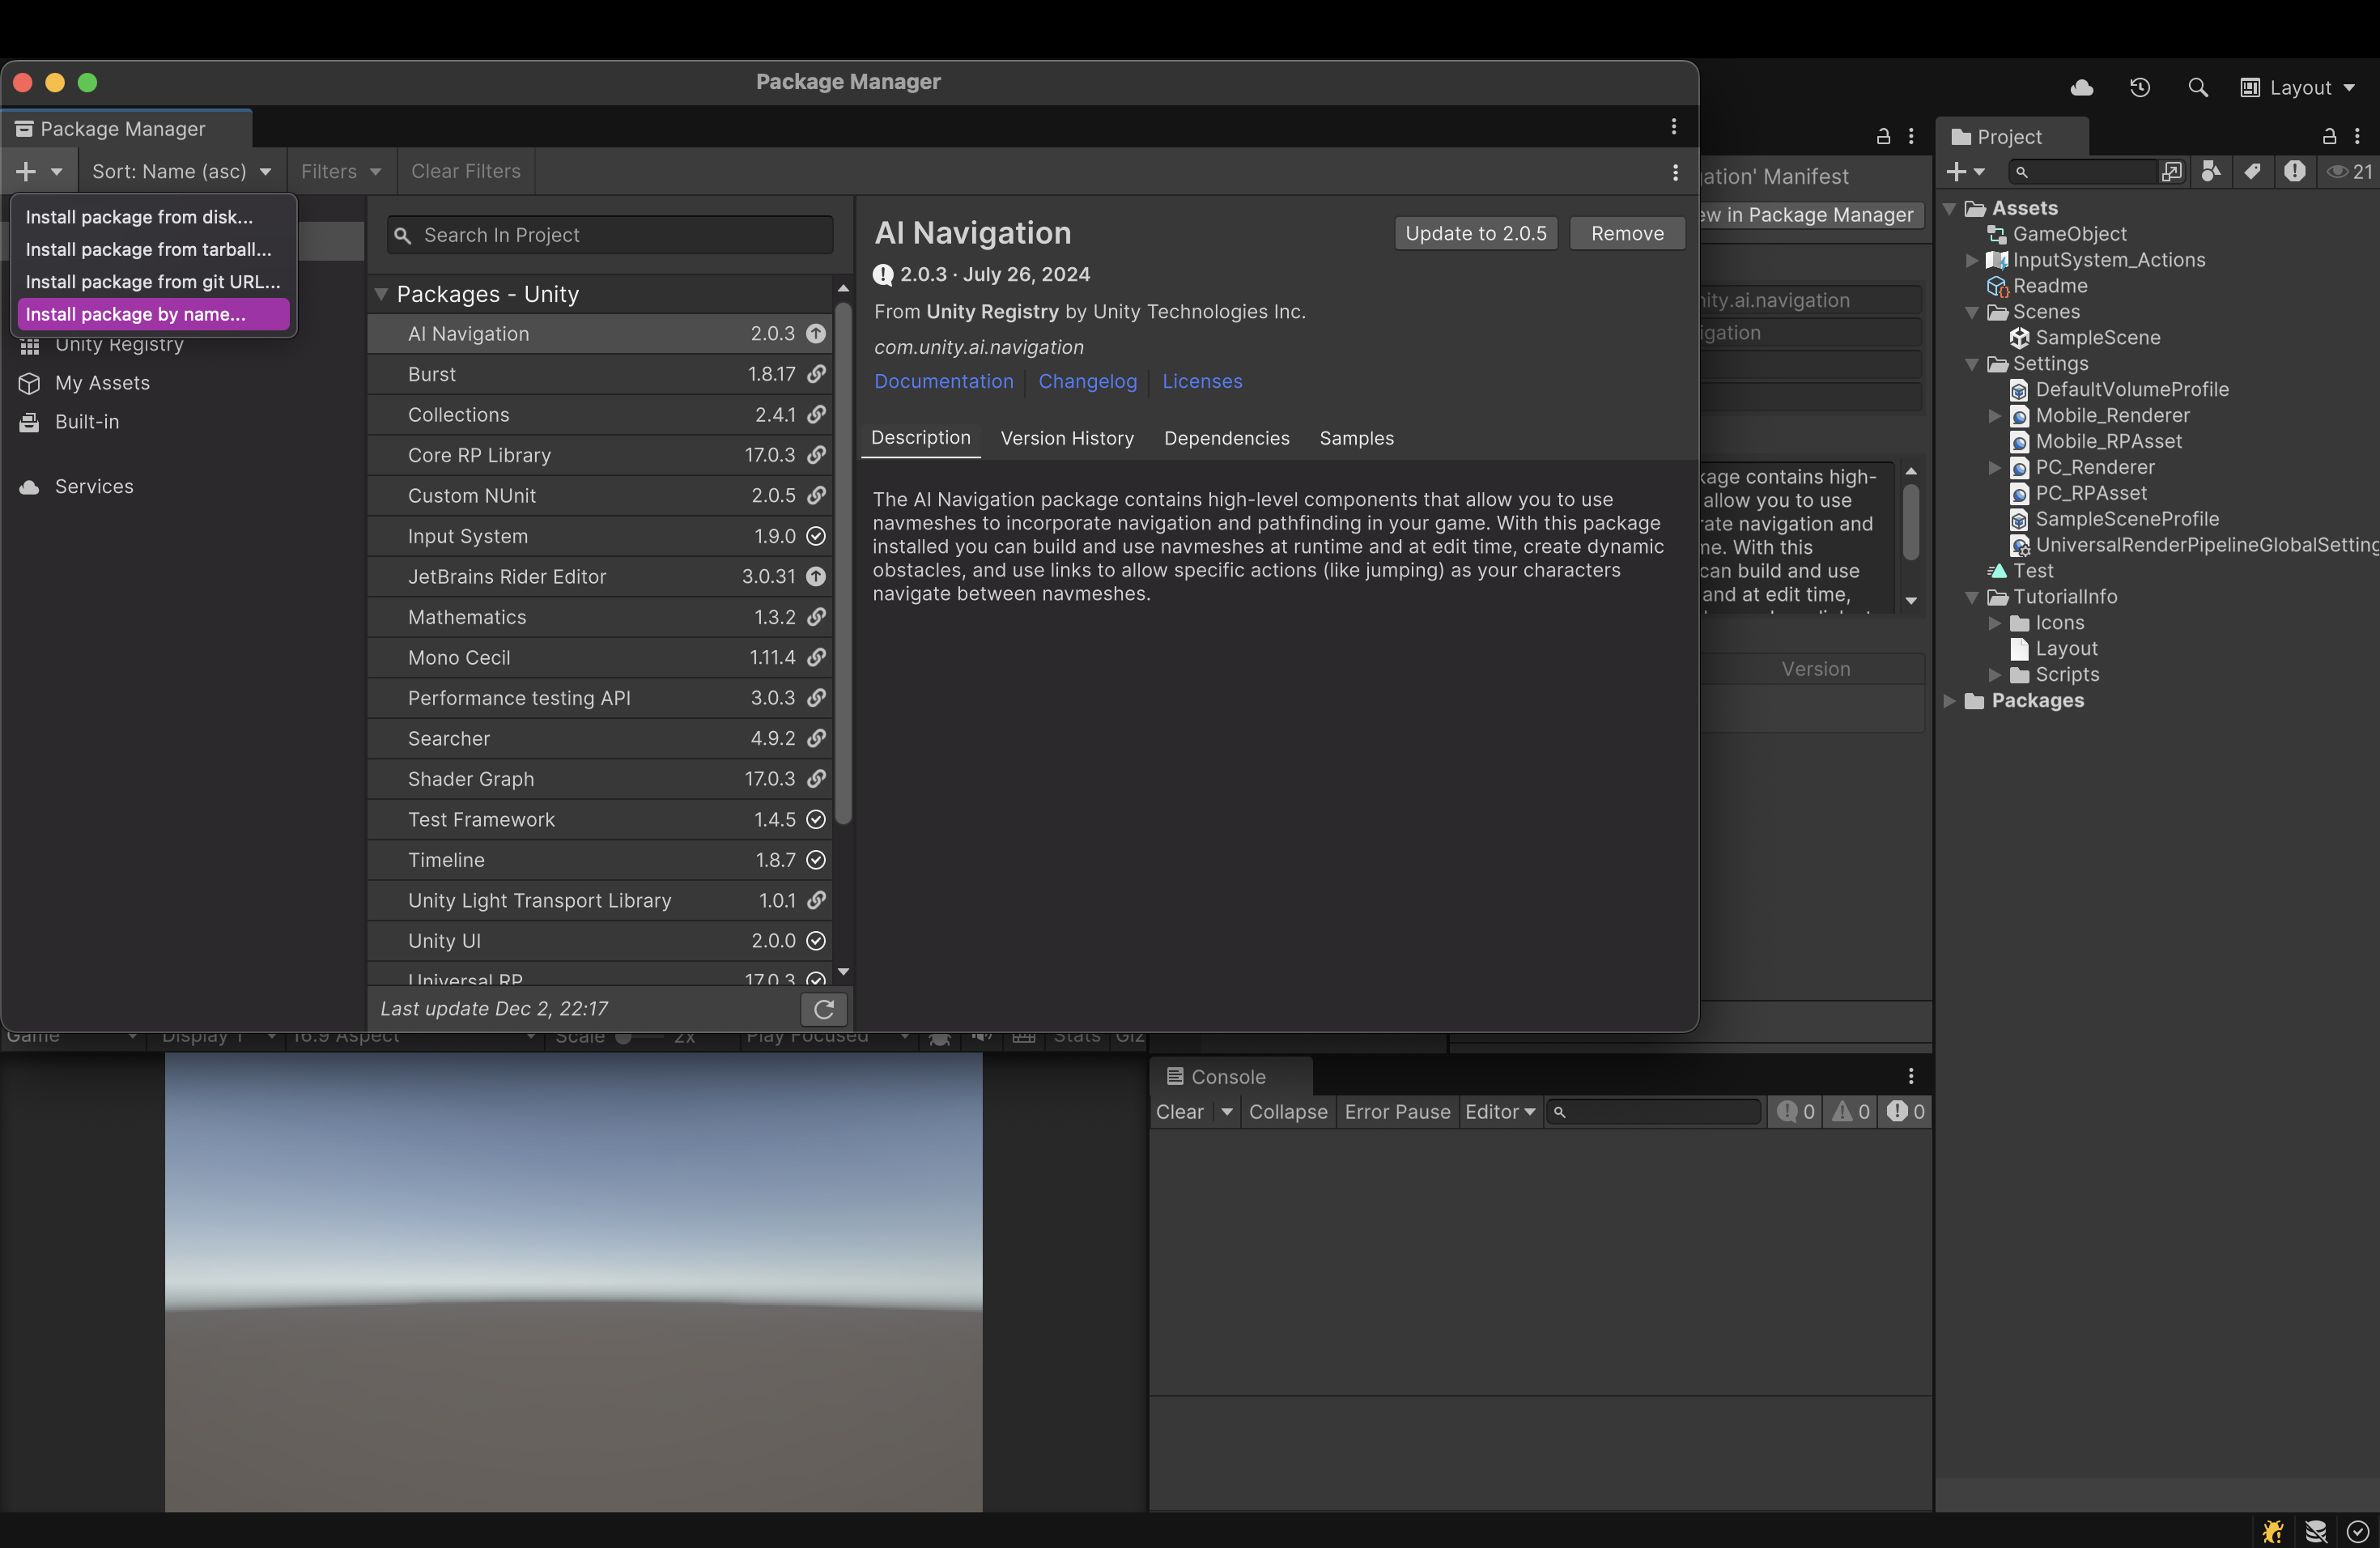 Package Manager
Layout
Package Manager
Sort: Name (asc)
Filters
Clear Filters
Install package from disk...
Install package from tarball...
Install package from git URL...
Install package by name...
Unity Registry
My Assets
Built-in
Services
Search In Project
Packages - Unity
AI Navigation 2.0.3
Burst 1.8.17
Collections 2.4.1
Core RP Library 17.0.3
Custom NUnit 2.0.5
Input System 1.9.0
JetBrains Rider Editor 3.0.31
Mathematics 1.3.2
Mono Cecil 1.11.4
Performance testing API 3.0.3
Searcher 4.9.2
Shader Graph 17.0.3
Test Framework 1.4.5
Timeline 1.8.7
Unity Light Transport Library 1.0.1
Unity UI 2.0.0
Universal RP 17.0.3
Last update Dec 2, 22:17
AI Navigation
Update to 2.0.5
Remove
2.0.3 · July 26, 2024
From Unity Registry by Unity Technologies Inc.
com.unity.ai.navigation
Documentation
Changelog
Licenses
Description
Version History
Dependencies
Samples
The AI Navigation package contains high-level components that allow you to use
navmeshes to incorporate navigation and pathfinding in your game. With this package
installed you can build and use navmeshes at runtime and at edit time, create dynamic
obstacles, and use links to allow specific actions (like jumping) as your characters
navigate between navmeshes.
ation' Manifest
ew in Package Manager
nity.ai.navigation
igation
kage contains high-
allow you to use
rate navigation and
me. With this
can build and use
and at edit time,
Version
Project
21
Assets
GameObject
InputSystem_Actions
Readme
Scenes
SampleScene
Settings
DefaultVolumeProfile
Mobile_Renderer
Mobile_RPAsset
PC_Renderer
PC_RPAsset
SampleSceneProfile
UniversalRenderPipelineGlobalSetting
Test
TutorialInfo
Icons
Layout
Scripts
Packages
Game
Display 1
16:9 Aspect
Scale
2x
Play Focused
Stats
Giz
Console
Clear
Collapse
Error Pause
Editor
0
0
0